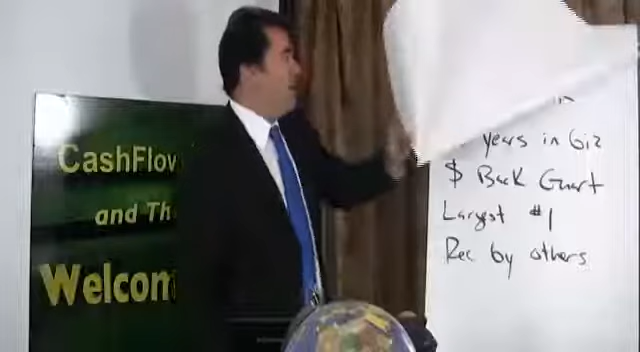 CashFlow
and Th
Welcom
years in biz
$ Back Guart
Largest #1
Rec by others